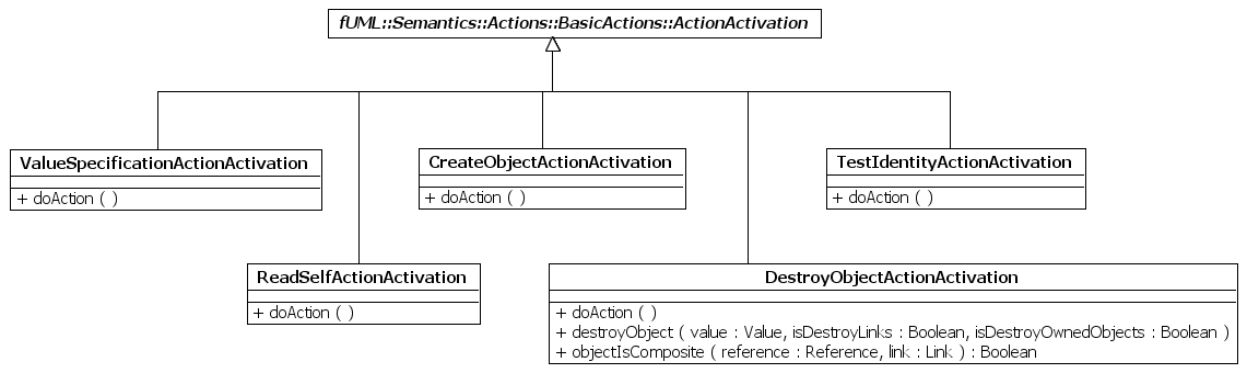 fUML::Semantics::Actions::BasicActions::ActionActivation
ValueSpecificationActionActivation
+ doAction ( )
CreateObjectActionActivation
+ doAction ( )
TestIdentityActionActivation
+ doAction ( )
ReadSelfActionActivation
+ doAction ( )
DestroyObjectActionActivation
+ doAction ( )
+ destroyObject ( value : Value, isDestroyLinks : Boolean, isDestroyOwnedObjects : Boolean )
+ objectIsComposite ( reference : Reference, link : Link ) : Boolean